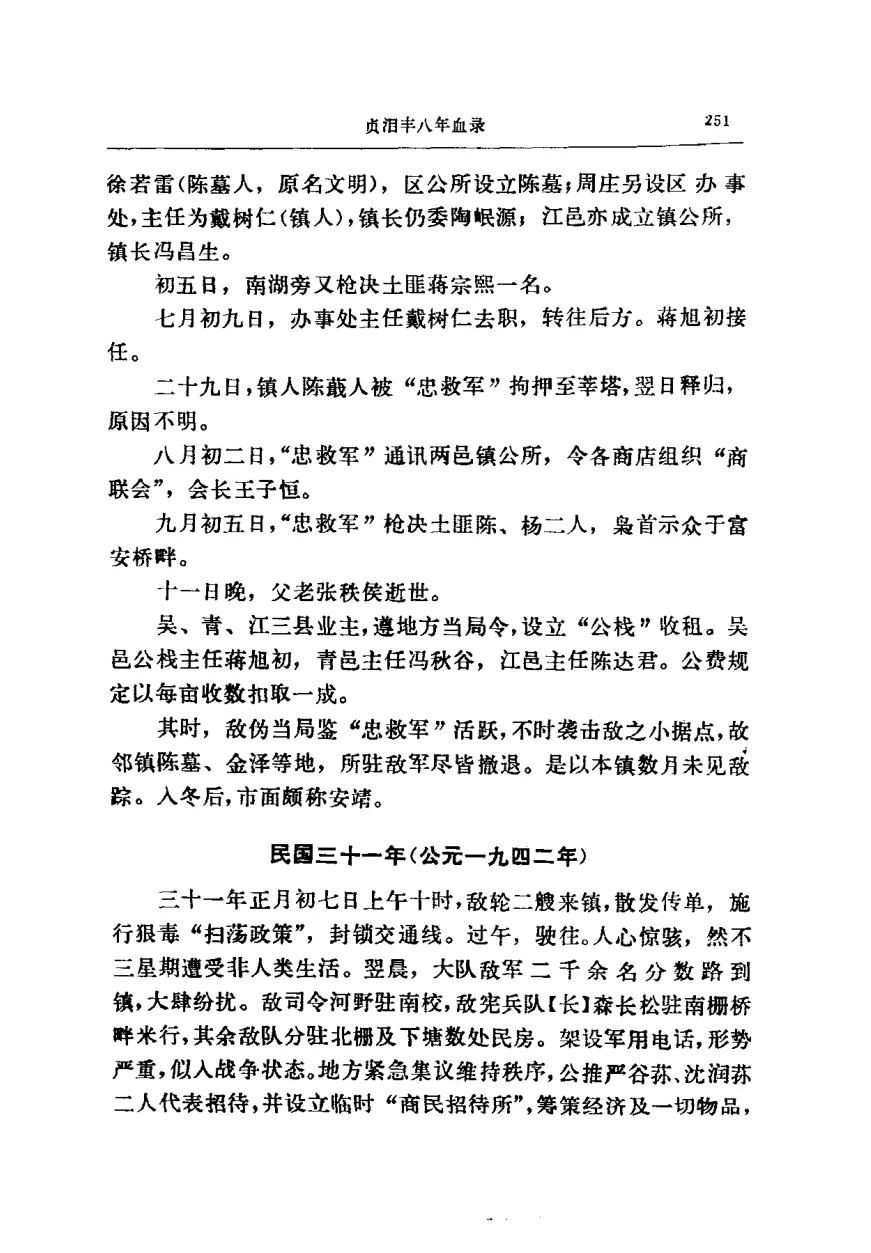 贞泪丰八年血录 251
徐若雷(陈墓人，原名文明)，区公所设立陈墓；周庄另设区办事
处，主任为戴树仁(镇人)，镇长仍委陶岷源；江邑亦成立镇公所，
镇长冯昌生。
初五日，南湖旁又枪决土匪蒋宗熙一名。
七月初九日，办事处主任戴树仁去职，转往后方。蒋旭初接
任。
二十九日，镇人陈蕺人被“忠救军”拘押至莘塔，翌日释归，
原因不明。
八月初二日，“忠救军”通讯两邑镇公所，令各商店组织“商
联会”，会长王子恒。
九月初五日，“忠救军”枪决土匪陈、杨二人，枭首示众于富
安桥畔。
十一日晚，父老张秩侯逝世。
吴、青、江三县业主，遵地方当局令，设立“公栈”收租。吴
邑公栈主任蒋旭初，青邑主任冯秋谷，江邑主任陈达君。公费规
定以每亩收数扣取一成。
其时，敌伪当局鉴“忠救军”活跃，不时袭击敌之小据点，故
邻镇陈墓、金泽等地，所驻敌军尽皆撤退。是以本镇数月未见敌
踪。入冬后，市面颇称安靖。
民国三十一年(公元一九四二年)
三十一年正月初七日上午十时，敌轮二艘来镇，散发传单，施
行狠毒“扫荡政策”，封锁交通线。过午，驶往。人心惊骇，然不
三星期遭受非人类生活。翌晨，大队敌军二千余名分数路到
镇，大肆纷扰。敌司令河野驻南校，敌宪兵队【长】森长松驻南栅桥
畔米行，其余敌队分驻北栅及下塘数处民房。架设军用电话，形势
严重，似入战争状态。地方紧急集议维持秩序，公推严谷荪、沈润荪
二人代表招待，并设立临时“商民招待所”，筹策经济及一切物品，